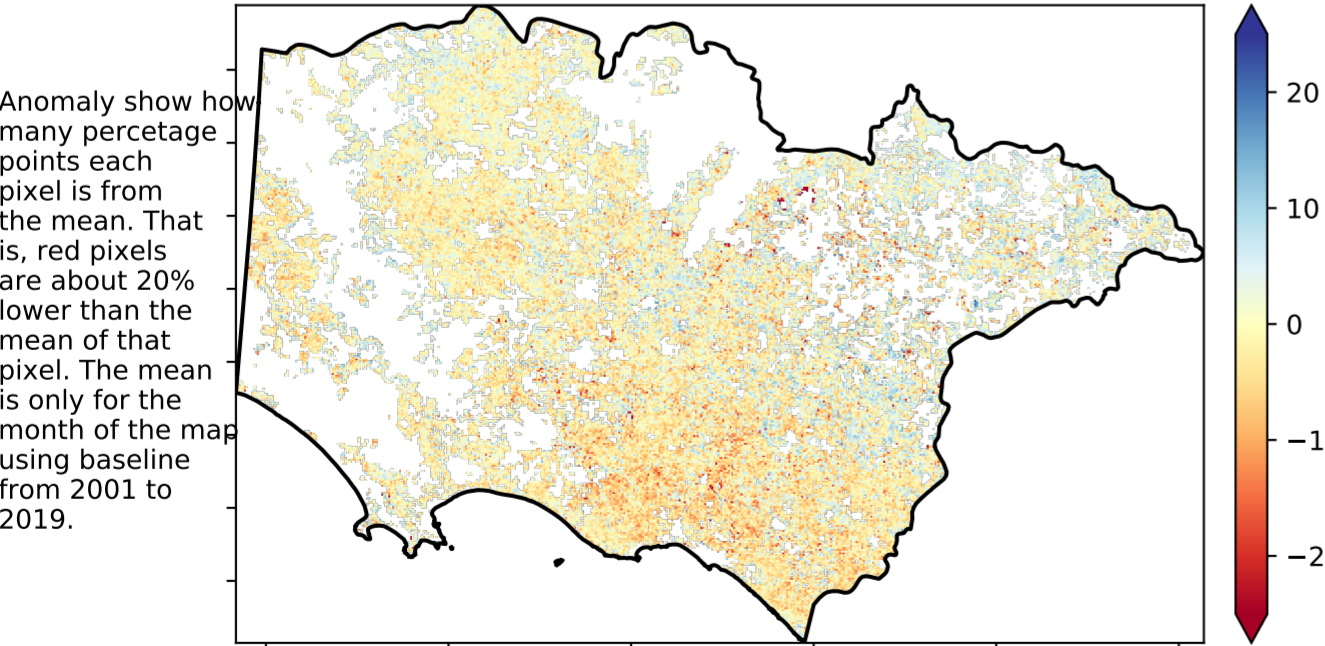 Anomaly show how
many percetage
points each
pixel is from
the mean. That
is, red pixels
are about 20%
lower than the
mean of that
pixel. The mean
is only for the
month of the map
using baseline
from 2001 to
2019.
20
10
0
−1
−2